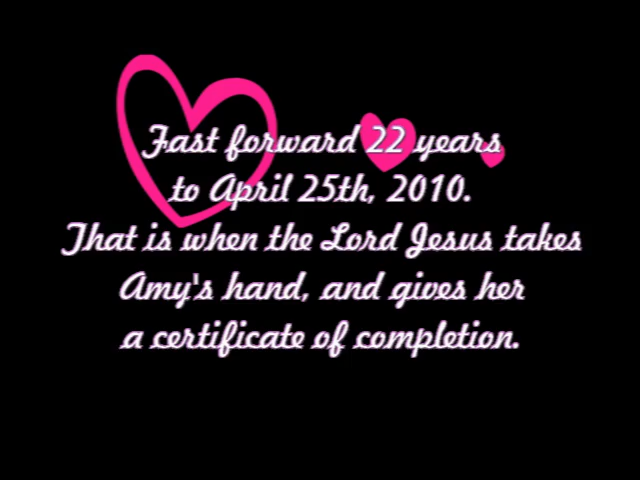 Fast forward 22 years
to April 25th, 2010.
That is when the Lord Jesus takes
Amy's hand, and gives her
a certificate of completion.